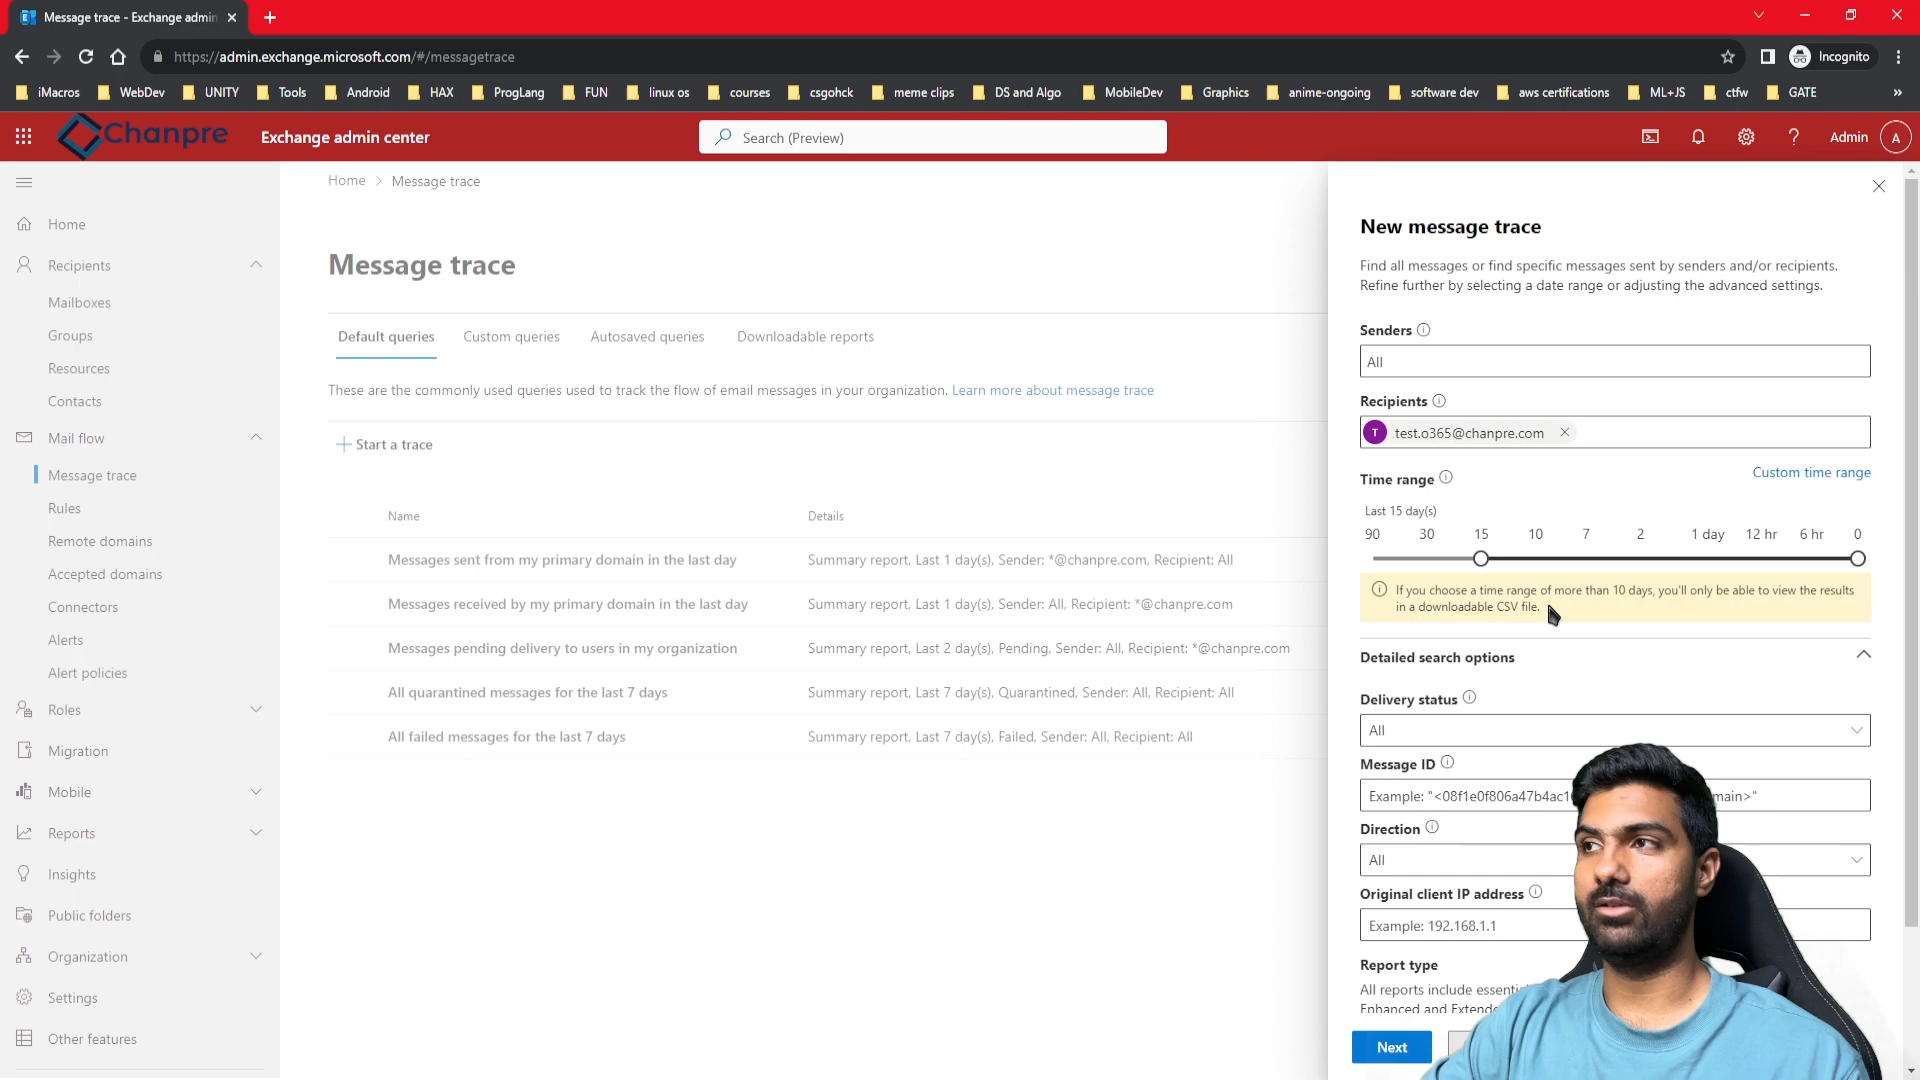 Message trace - Exchange admin
https://admin.exchange.microsoft.com/#/messagetrace
Incognito
iMacros WebDev UNITY Tools Android HAX ProgLang FUN linux os courses csgohck meme clips DS and Algo MobileDev Graphics anime-ongoing software dev aws certifications ML+JS ctfw GATE
Chanpre
Exchange admin center
Search (Preview)
Admin
A
Home
Recipients
Mailboxes
Groups
Resources
Contacts
Mail flow
Message trace
Rules
Remote domains
Accepted domains
Connectors
Alerts
Alert policies
Roles
Migration
Mobile
Reports
Insights
Public folders
Organization
Settings
Other features
Home > Message trace
Message trace
Default queries Custom queries Autosaved queries Downloadable reports
These are the commonly used queries used to track the flow of email messages in your organization. Learn more about message trace
Start a trace
Name Details
Messages sent from my primary domain in the last day Summary report, Last 1 day(s), Sender: *@chanpre.com, Recipient: All
Messages received by my primary domain in the last day Summary report, Last 1 day(s), Sender: All, Recipient: *@chanpre.com
Messages pending delivery to users in my organization Summary report, Last 2 day(s), Pending, Sender: All, Recipient: *@chanpre.com
All quarantined messages for the last 7 days Summary report, Last 7 day(s), Quarantined, Sender: All, Recipient: All
All failed messages for the last 7 days Summary report, Last 7 day(s), Failed, Sender: All, Recipient: All
New message trace
Find all messages or find specific messages sent by senders and/or recipients.
Refine further by selecting a date range or adjusting the advanced settings.
Senders
All
Recipients
T test.o365@chanpre.com
Time range
Custom time range
Last 15 day(s)
90 30 15 10 7 2 1 day 12 hr 6 hr 0
If you choose a time range of more than 10 days, you'll only be able to view the results
in a downloadable CSV file.
Detailed search options
Delivery status
All
Message ID
Example: "<08f1e0f806a47b4ac1 main>"
Direction
All
Original client IP address
Example: 192.168.1.1
Report type
All reports include
Enhanced and
Next